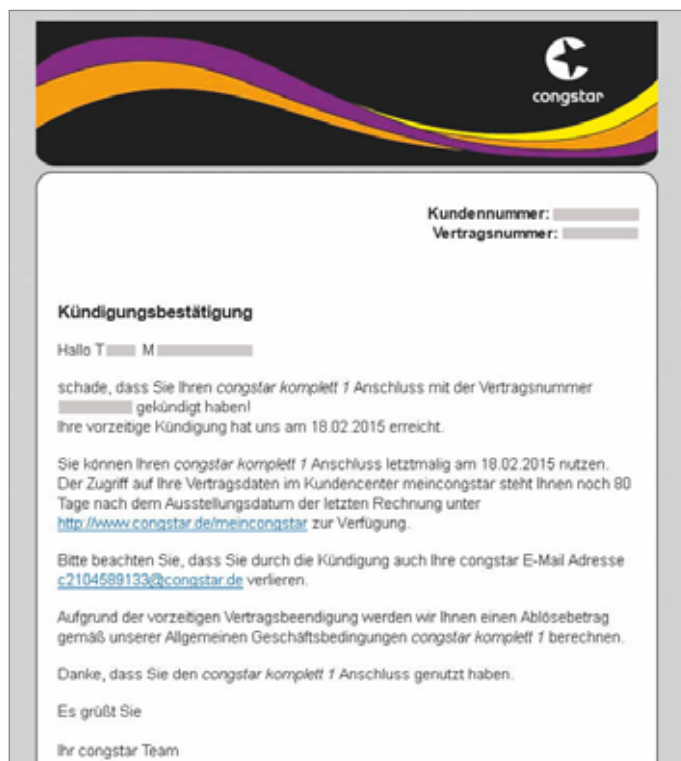 congstar
Kundennummer:
Vertragsnummer:
Kündigungsbestätigung
Hallo T M
schade, dass Sie Ihren congstar komplett 1 Anschluss mit der Vertragsnummer
gekündigt haben!
Ihre vorzeitige Kündigung hat uns am 18.02.2015 erreicht.
Sie können Ihren congstar komplett 1 Anschluss letztmalig am 18.02.2015 nutzen.
Der Zugriff auf Ihre Vertragsdaten im Kundencenter meincongstar steht Ihnen noch 80
Tage nach dem Ausstellungsdatum der letzten Rechnung unter
http://www.congstar.de/meincongstar zur Verfügung.
Bitte beachten Sie, dass Sie durch die Kündigung auch Ihre congstar E-Mail Adresse
c2104589133@congstar.de verlieren.
Aufgrund der vorzeitigen Vertragsbeendigung werden wir Ihnen einen Ablösebetrag
gemäß unserer Allgemeinen Geschäftsbedingungen congstar komplett 1 berechnen.
Danke, dass Sie den congstar komplett 1 Anschluss genutzt haben.
Es grüßt Sie
Ihr congstar Team